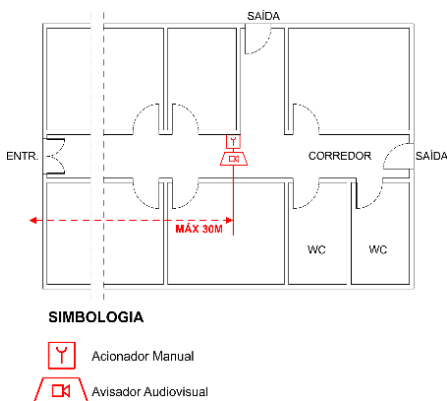 SAÍDA
ENTR.
CORREDOR
SAÍDA
MÁX 30M
WC
WC
SIMBOLOGIA
Acionador Manual
Avisador Audiovisual